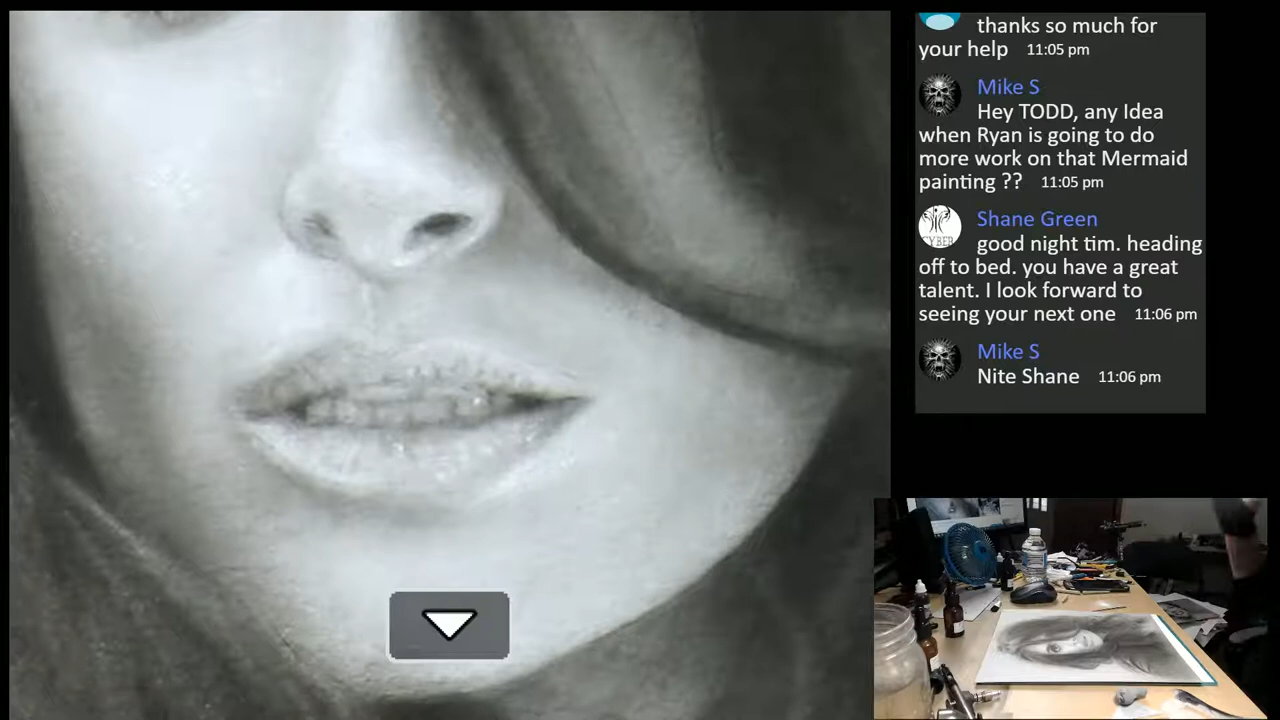 thanks so much for
your help 11:05 pm
Mike S
Hey TODD, any Idea
when Ryan is going to do
more work on that Mermaid
painting ?? 11:05 pm
CYBER
Shane Green
good night tim. heading
off to bed. you have a great
talent. I look forward to
seeing your next one 11:06 pm
Mike S
Nite Shane 11:06 pm